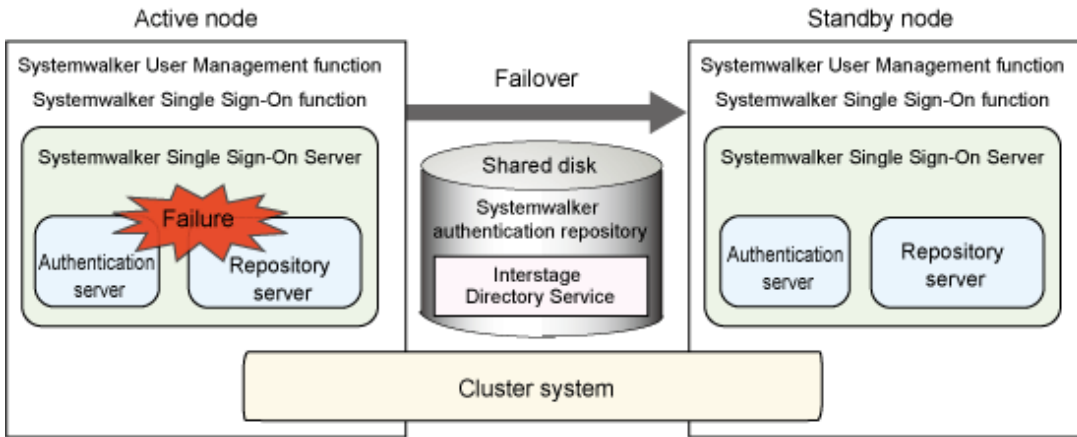 Active node
Systemwalker User Management function
Systemwalker Single Sign-On function
Systemwalker Single Sign-On Server
Failure
Authentication
server
Repository
server
Failover
Shared disk
Systemwalker
authentication repository
Interstage
Directory Service
Standby node
Systemwalker User Management function
Systemwalker Single Sign-On function
Systemwalker Single Sign-On Server
Authentication
server
Repository
server
Cluster system